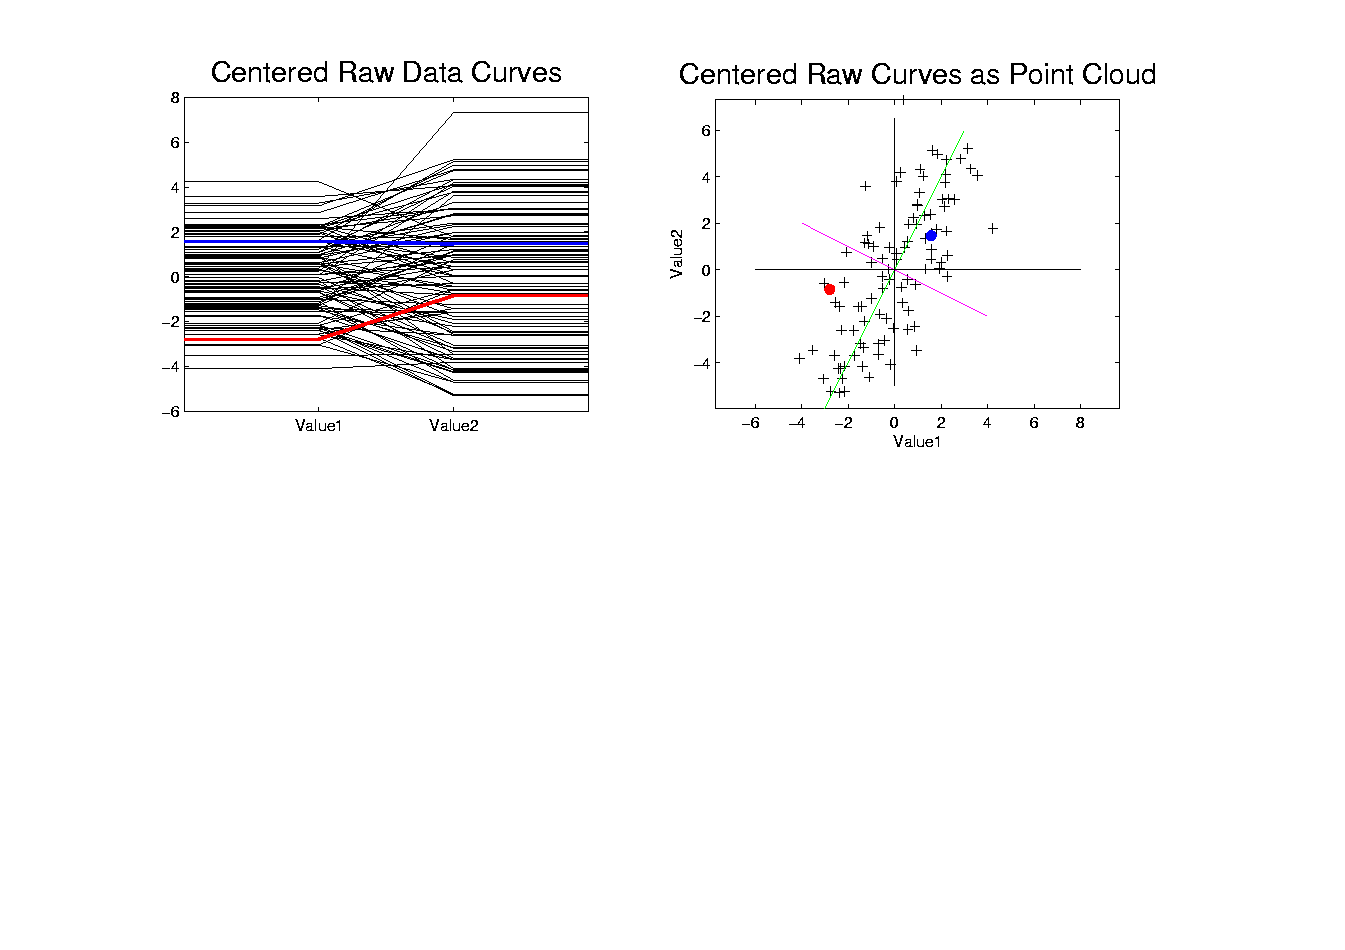 Centered Raw Data Curves
8
6
4
2
0
−2
−4
−6
Value1 Value2
Centered Raw Curves as Point Cloud
6
4
2
0
−2
−4
Value2
−6 −4 −2 0 2 4 6 8
Value1